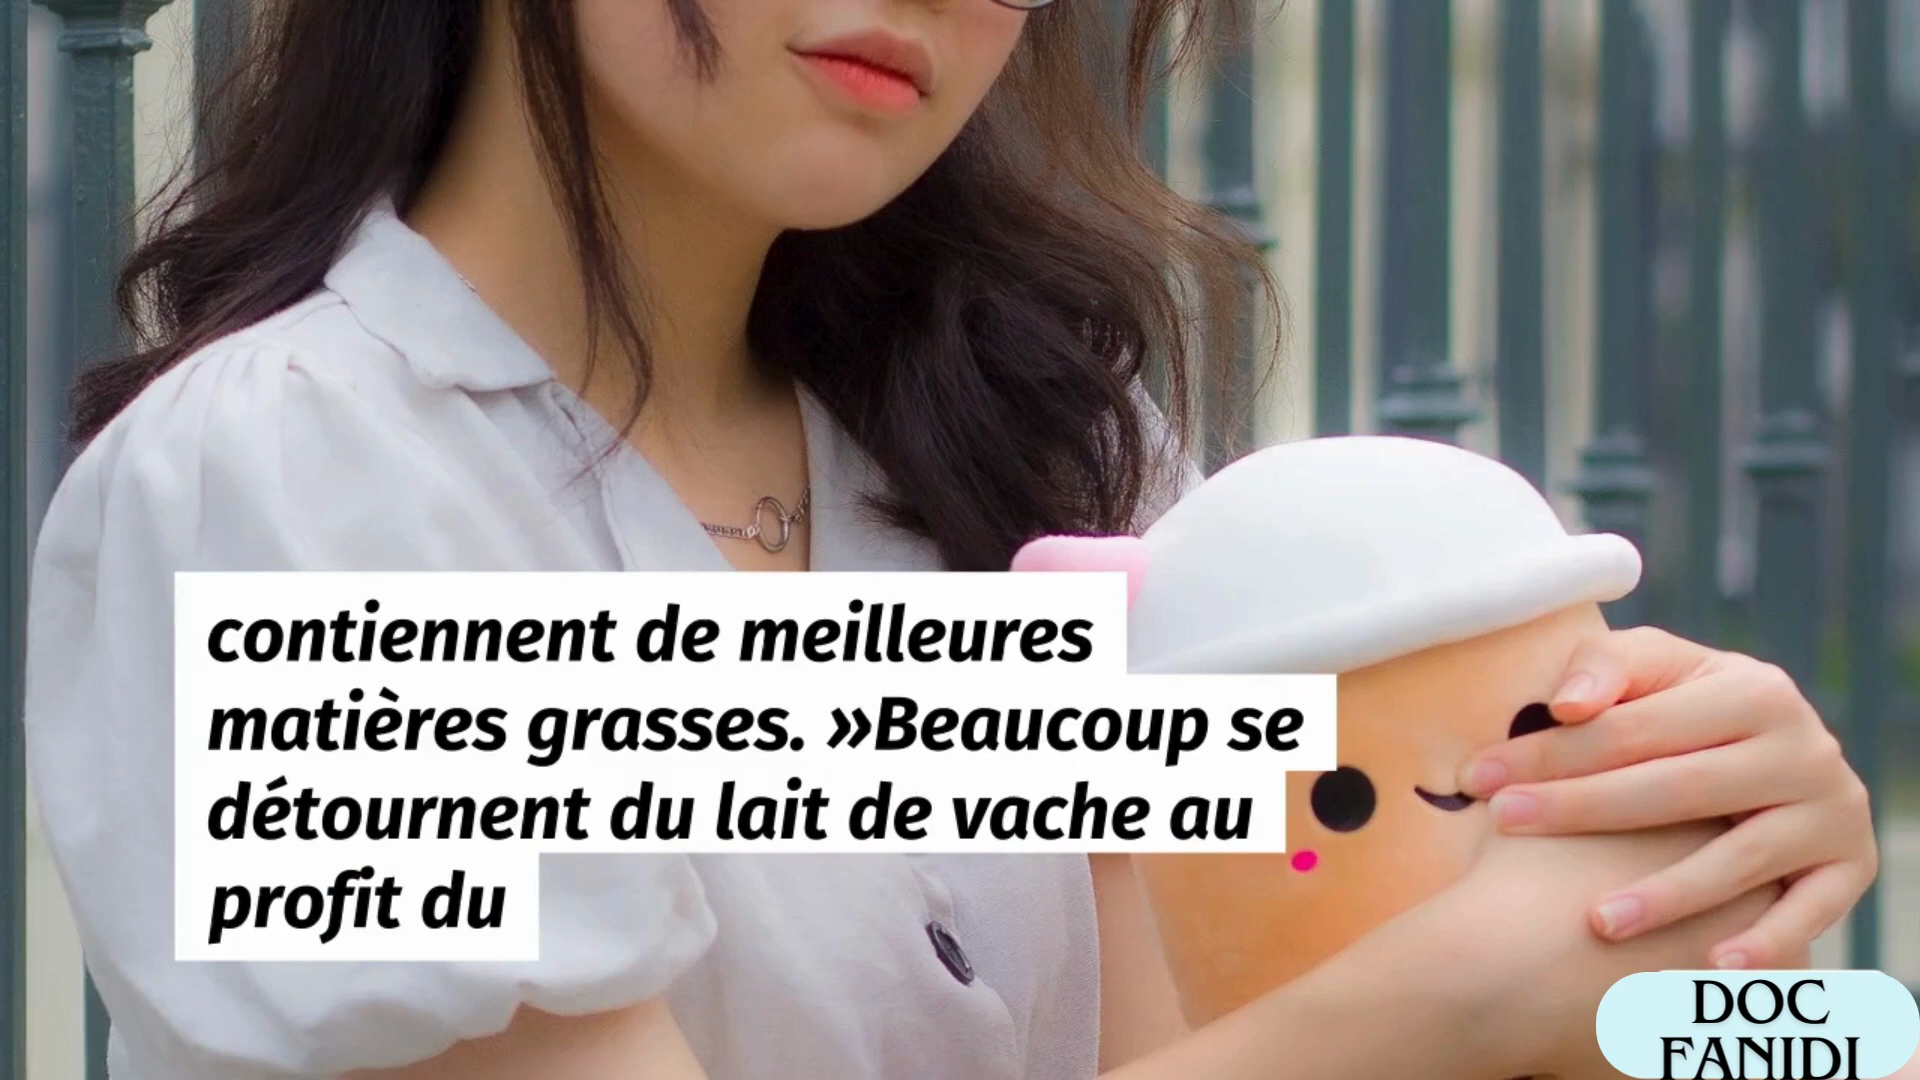 contiennent de meilleures
matières grasses. »Beaucoup se
détournent du lait de vache au
profit du
DOC
FANIDI